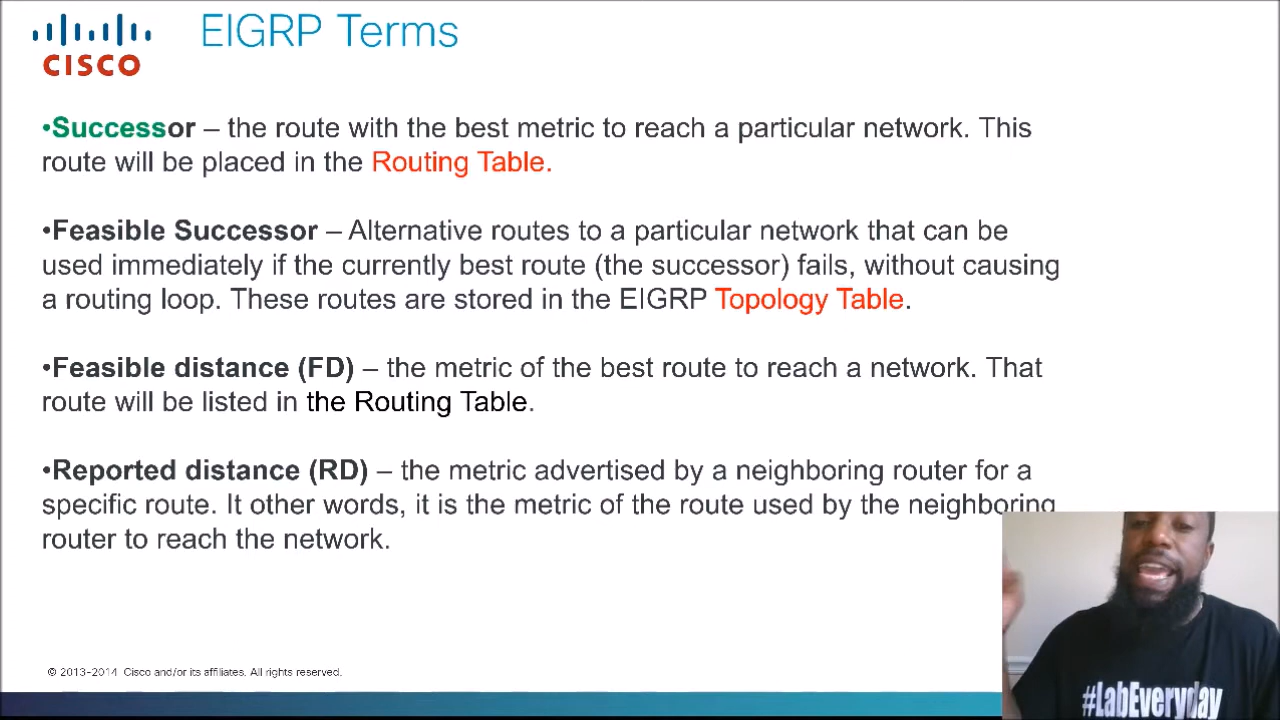 CISCO
EIGRP Terms
•Successor – the route with the best metric to reach a particular network. This
route will be placed in the Routing Table.
•Feasible Successor – Alternative routes to a particular network that can be
used immediately if the currently best route (the successor) fails, without causing
a routing loop. These routes are stored in the EIGRP Topology Table.
•Feasible distance (FD) – the metric of the best route to reach a network. That
route will be listed in the Routing Table.
•Reported distance (RD) – the metric advertised by a neighboring router for a
specific route. It other words, it is the metric of the route used by the neighboring
router to reach the network.
© 2013-2014 Cisco and/or its affiliates. All rights reserved.
#LabEveryday